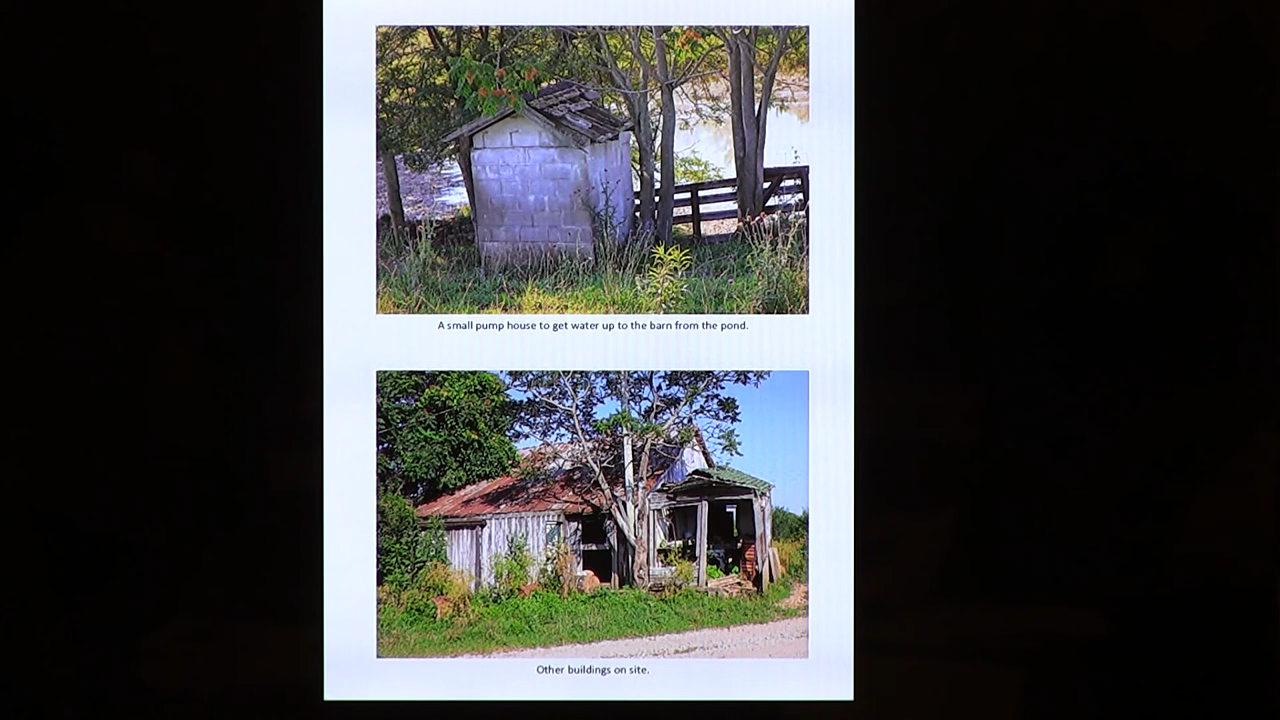 A small pump house to get water up to the barn from the pond.
Other buildings on site.